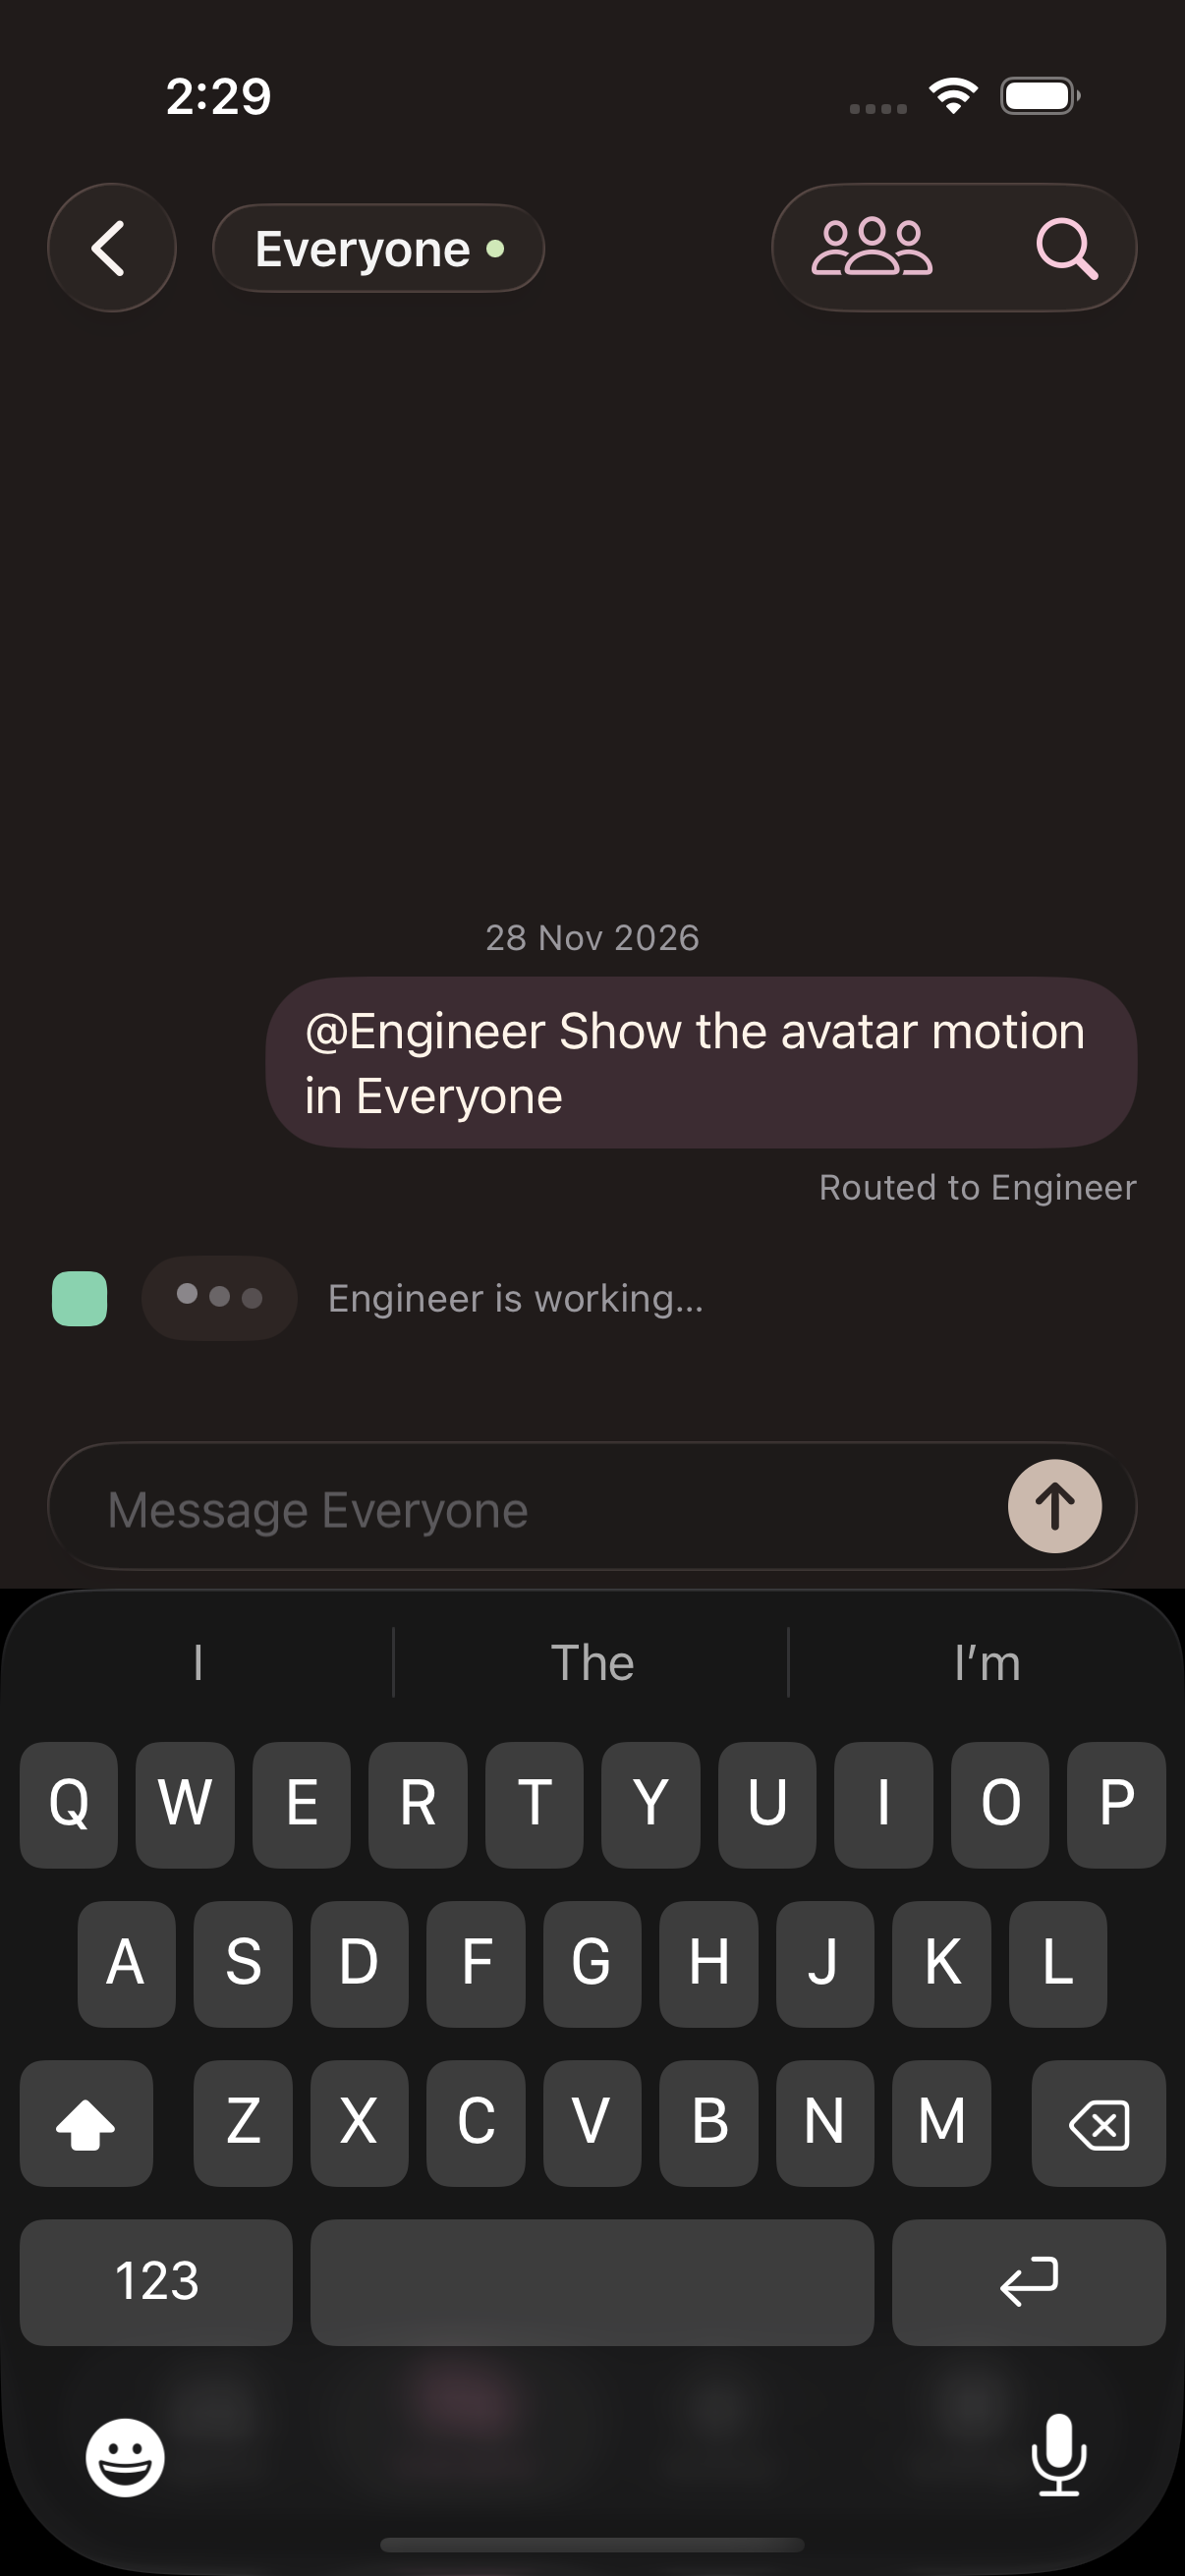 2:29
Everyone
28 Nov 2026
@Engineer Show the avatar motion
in Everyone
Routed to Engineer
Engineer is working...
Message Everyone
I The I’m
Q W E R T Y U I O P
A S D F G H J K L
Z X C V B N M
123